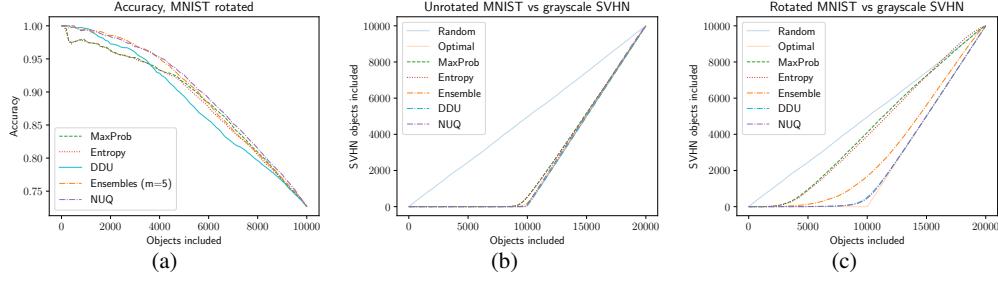 Accuracy, MNIST rotated
1.00
0.95
0.90
0.85
0.80
0.75
Accuracy
MaxProb
Entropy
DDU
Ensembles (m=5)
NUQ
0 2000 4000 6000 8000 10000
Objects included
(a)
Unrotated MNIST vs grayscale SVHN
10000
8000
6000
4000
2000
0
SVHN objects included
Random
Optimal
MaxProb
Entropy
Ensemble
DDU
NUQ
0 5000 10000 15000 20000
Objects included
(b)
Rotated MNIST vs grayscale SVHN
10000
8000
6000
4000
2000
0
SVHN objects included
Random
Optimal
MaxProb
Entropy
Ensemble
DDU
NUQ
0 5000 10000 15000 20000
Objects included
(c)